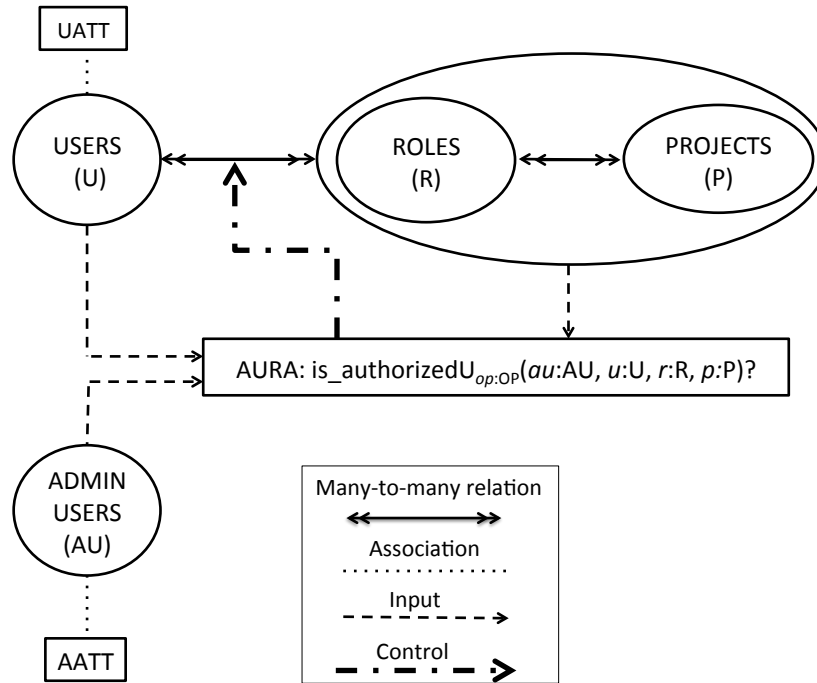 UATT
USERS
(U)
ROLES
(R)
PROJECTS
(P)
AURA: is_authorizedU_op:OP(au:AU, u:U, r:R, p:P)?
ADMIN
USERS
(AU)
AATT
Many-to-many relation
Association
Input
Control